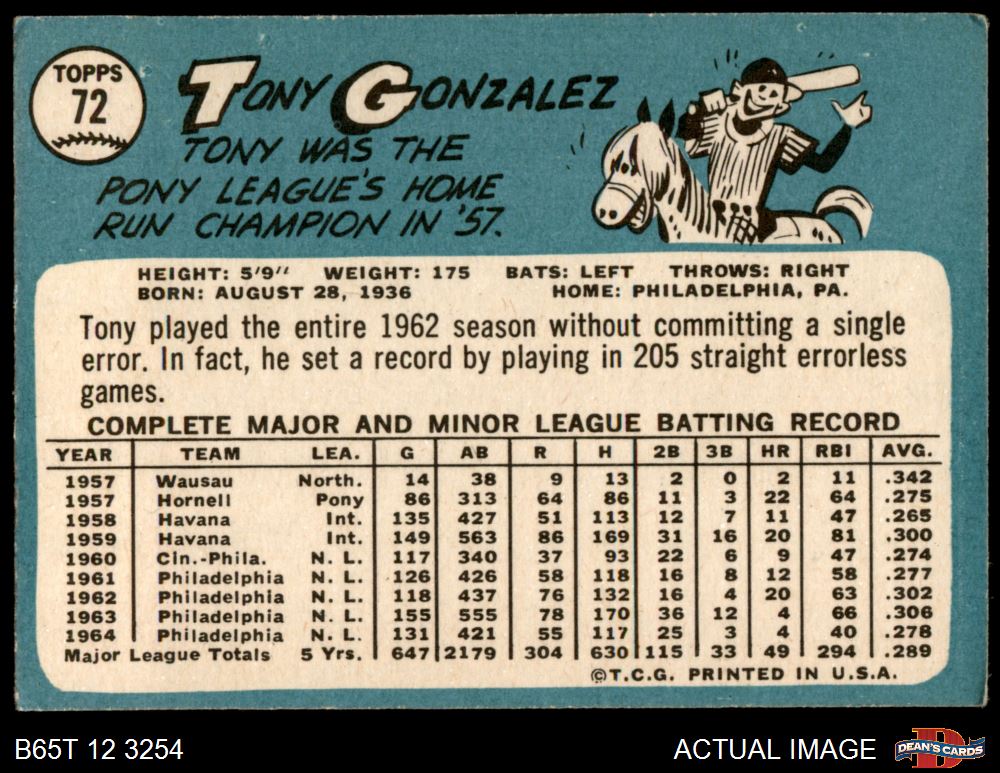 TOPPS
72
TONY GONZALEZ
TONY WAS THE
PONY LEAGUE'S HOME
RUN CHAMPION IN '57.
HEIGHT: 5'9" WEIGHT: 175 BATS: LEFT THROWS: RIGHT
BORN: AUGUST 28, 1936 HOME: PHILADELPHIA, PA.
Tony played the entire 1962 season without committing a single
error. In fact, he set a record by playing in 205 straight errorless
games.
COMPLETE MAJOR AND MINOR LEAGUE BATTING RECORD
YEAR TEAM LEA. G AB R H 2B 3B HR RBI AVG.
1957 Wausau North. 14 38 9 13 2 0 2 11 .342
1957 Hornell Pony 86 313 64 86 11 3 22 64 .275
1958 Havana Int. 135 427 51 113 12 7 11 47 .265
1959 Havana Int. 149 563 86 169 31 16 20 81 .300
1960 Cin.-Phila. N. L. 117 340 37 93 22 6 9 47 .274
1961 Philadelphia N. L. 126 426 58 118 16 8 12 58 .277
1962 Philadelphia N. L. 118 437 76 132 16 4 20 63 .302
1963 Philadelphia N. L. 155 555 78 170 36 12 4 66 .306
1964 Philadelphia N. L. 131 421 55 117 25 3 4 40 .278
Major League Totals 5 Yrs. 647 2179 304 630 115 33 49 294 .289
©T.C.G. PRINTED IN U.S.A.
B65T 12 3254 ACTUAL IMAGE
D
DEAN'S CARDS